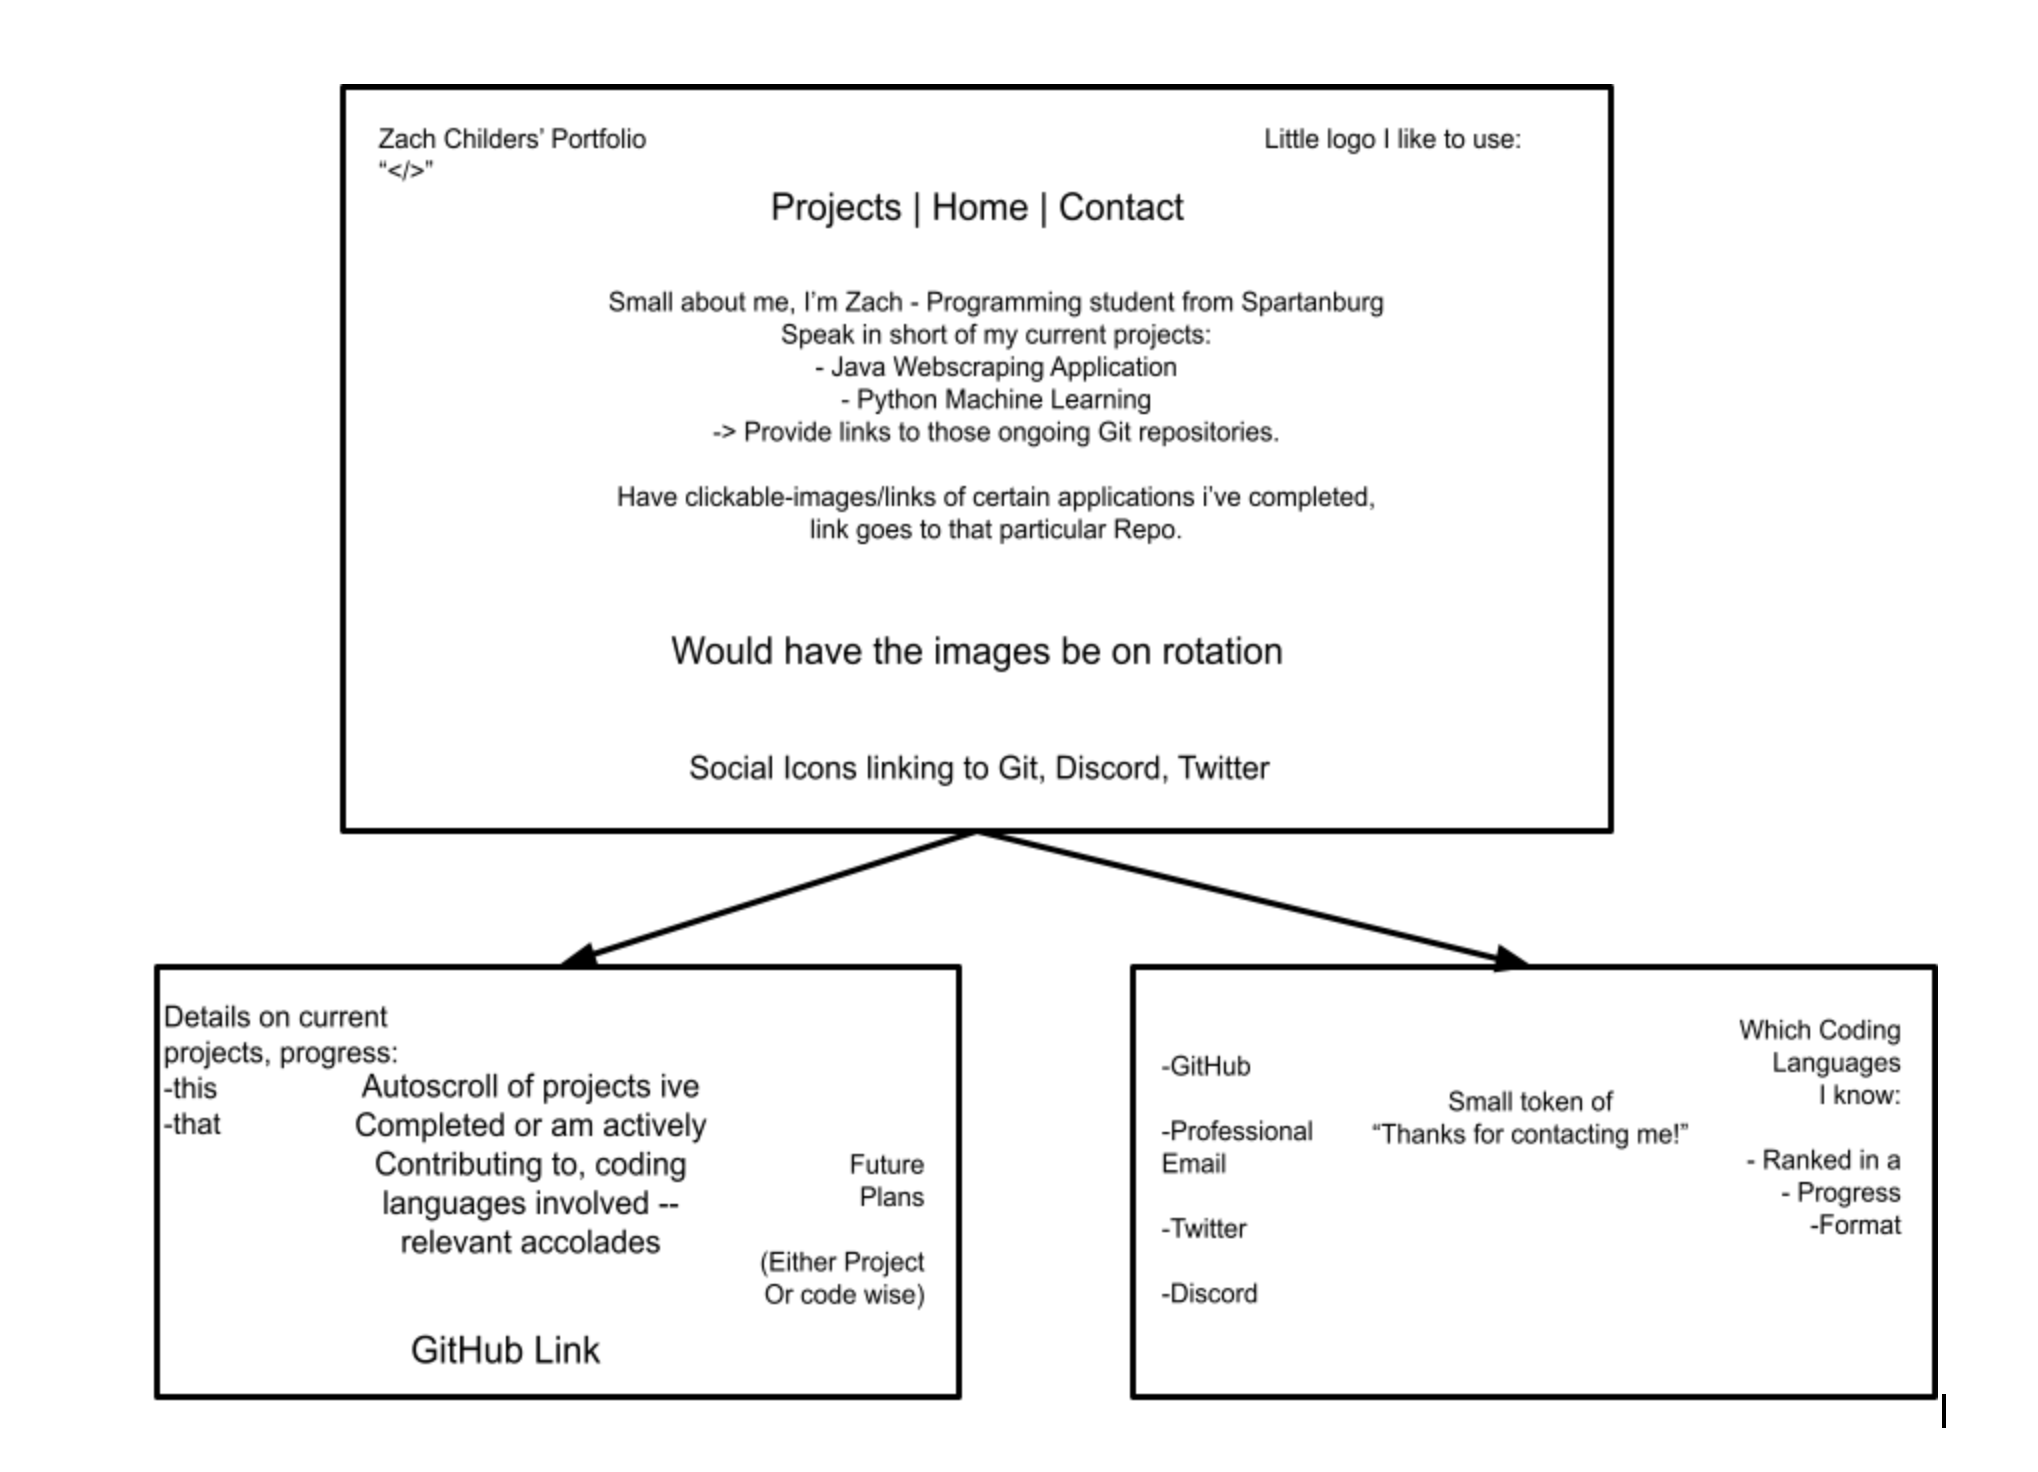 Zach Childers’ Portfolio
“</>”
Little logo I like to use:
Projects | Home | Contact
Small about me, I’m Zach - Programming student from Spartanburg
Speak in short of my current projects:
- Java Webscraping Application
- Python Machine Learning
-> Provide links to those ongoing Git repositories.
Have clickable-images/links of certain applications i’ve completed,
link goes to that particular Repo.
Would have the images be on rotation
Social Icons linking to Git, Discord, Twitter
Details on current
projects, progress:
-this
-that
Autoscroll of projects ive
Completed or am actively
Contributing to, coding
languages involved --
relevant accolades
Future
Plans
(Either Project
Or code wise)
GitHub Link
-GitHub
-Professional
Email
-Twitter
-Discord
Small token of
“Thanks for contacting me!”
Which Coding
Languages
I know:
- Ranked in a
- Progress
-Format